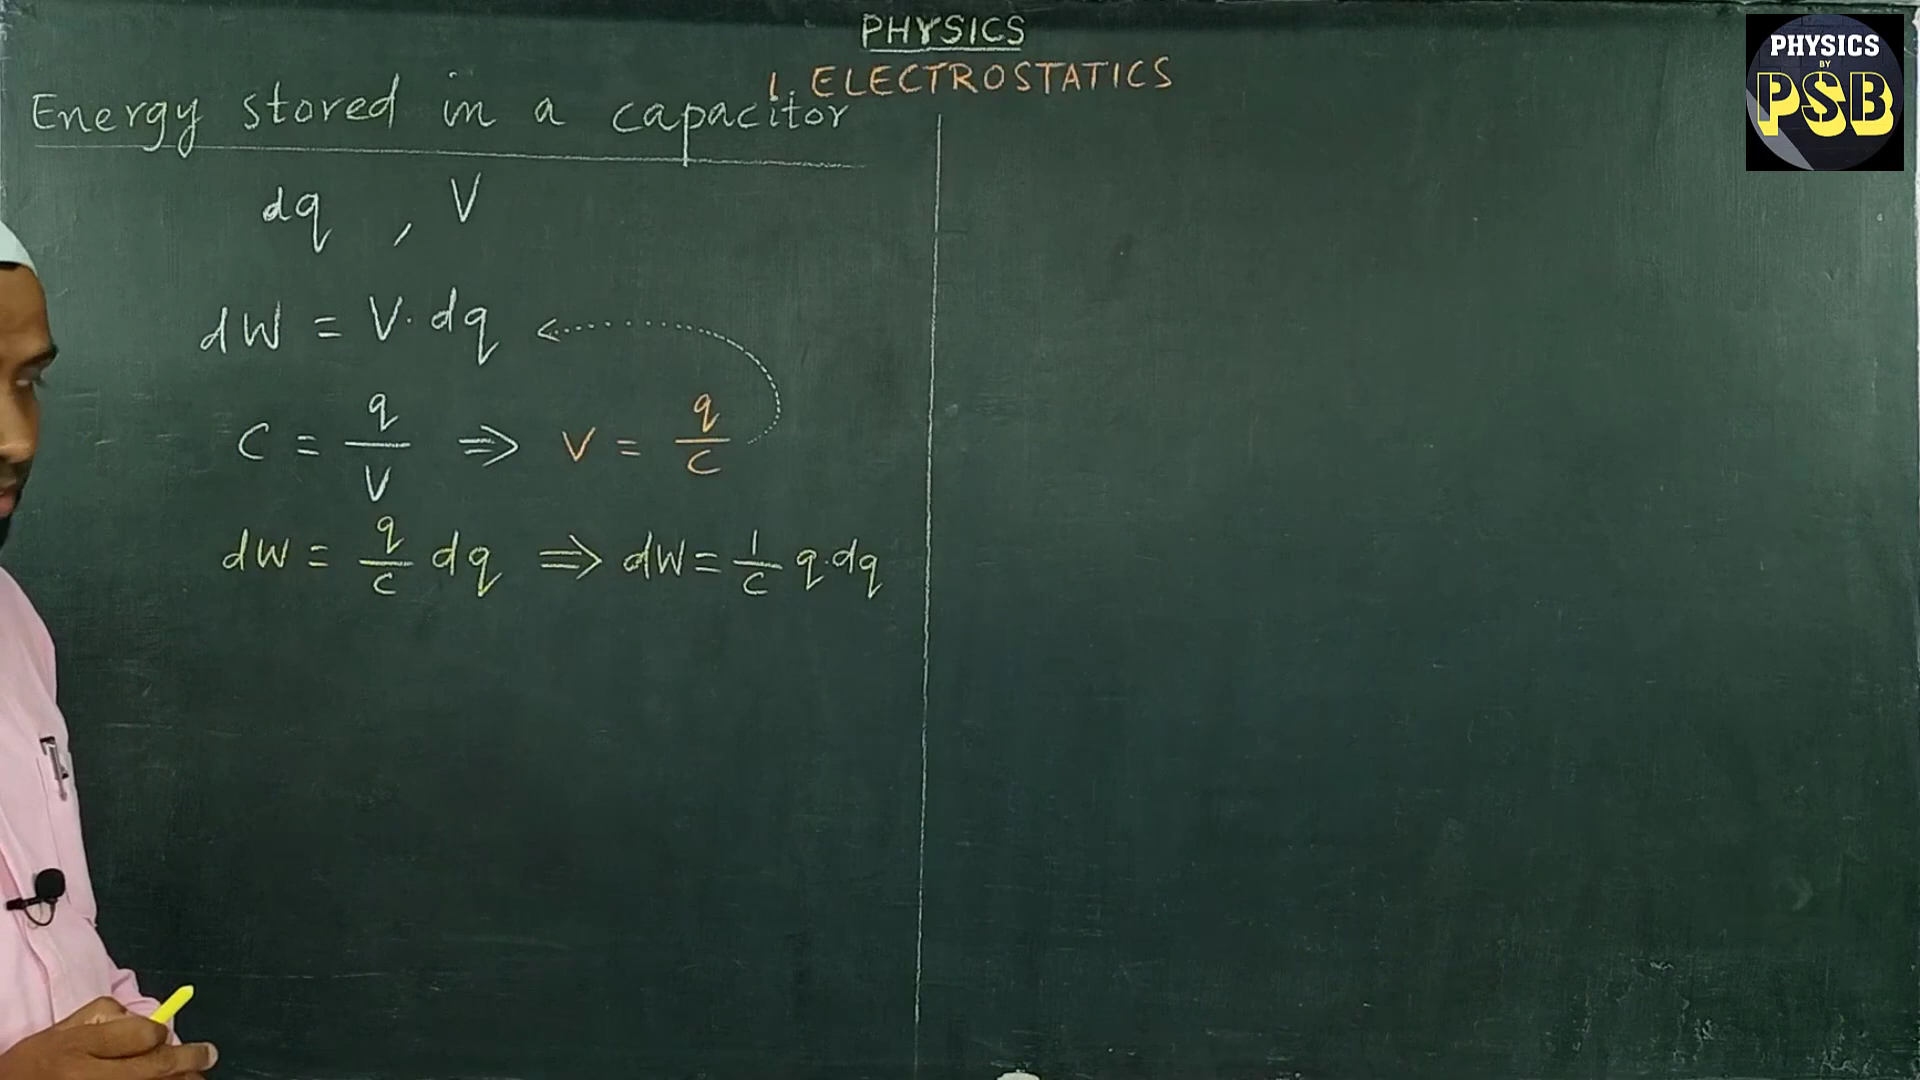 PHYSICS
1. ELECTROSTATICS
PHYSICS
BY
PSB
Energy stored in a capacitor
dq , V
dW = V·dq
C = q/V ⇒ V = q/C
dW = q/C dq ⇒ dW = 1/C q·dq